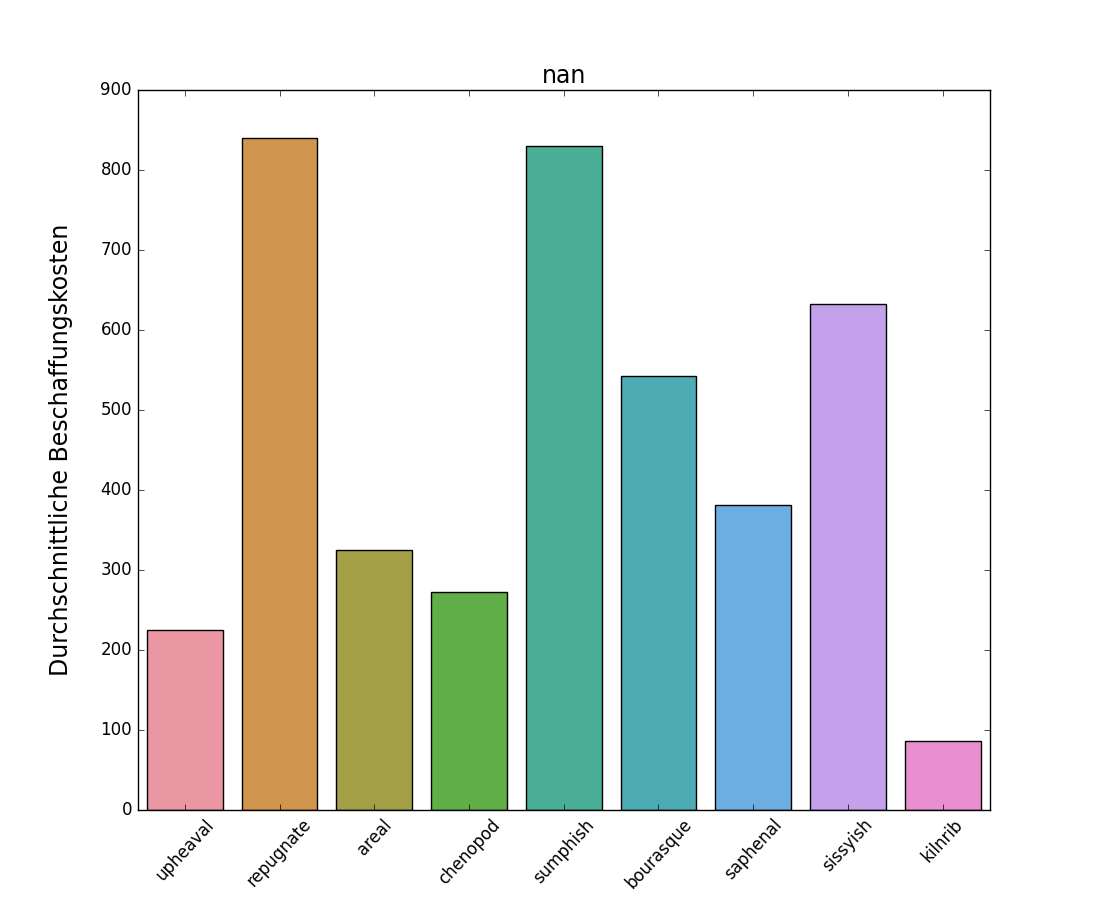 nan
Durchschnittliche Beschaffungskosten
900
800
700
600
500
400
300
200
100
0
upheaval
repugnate
areal
chenopod
sumphish
bourasque
saphenal
sissyish
kilnrib